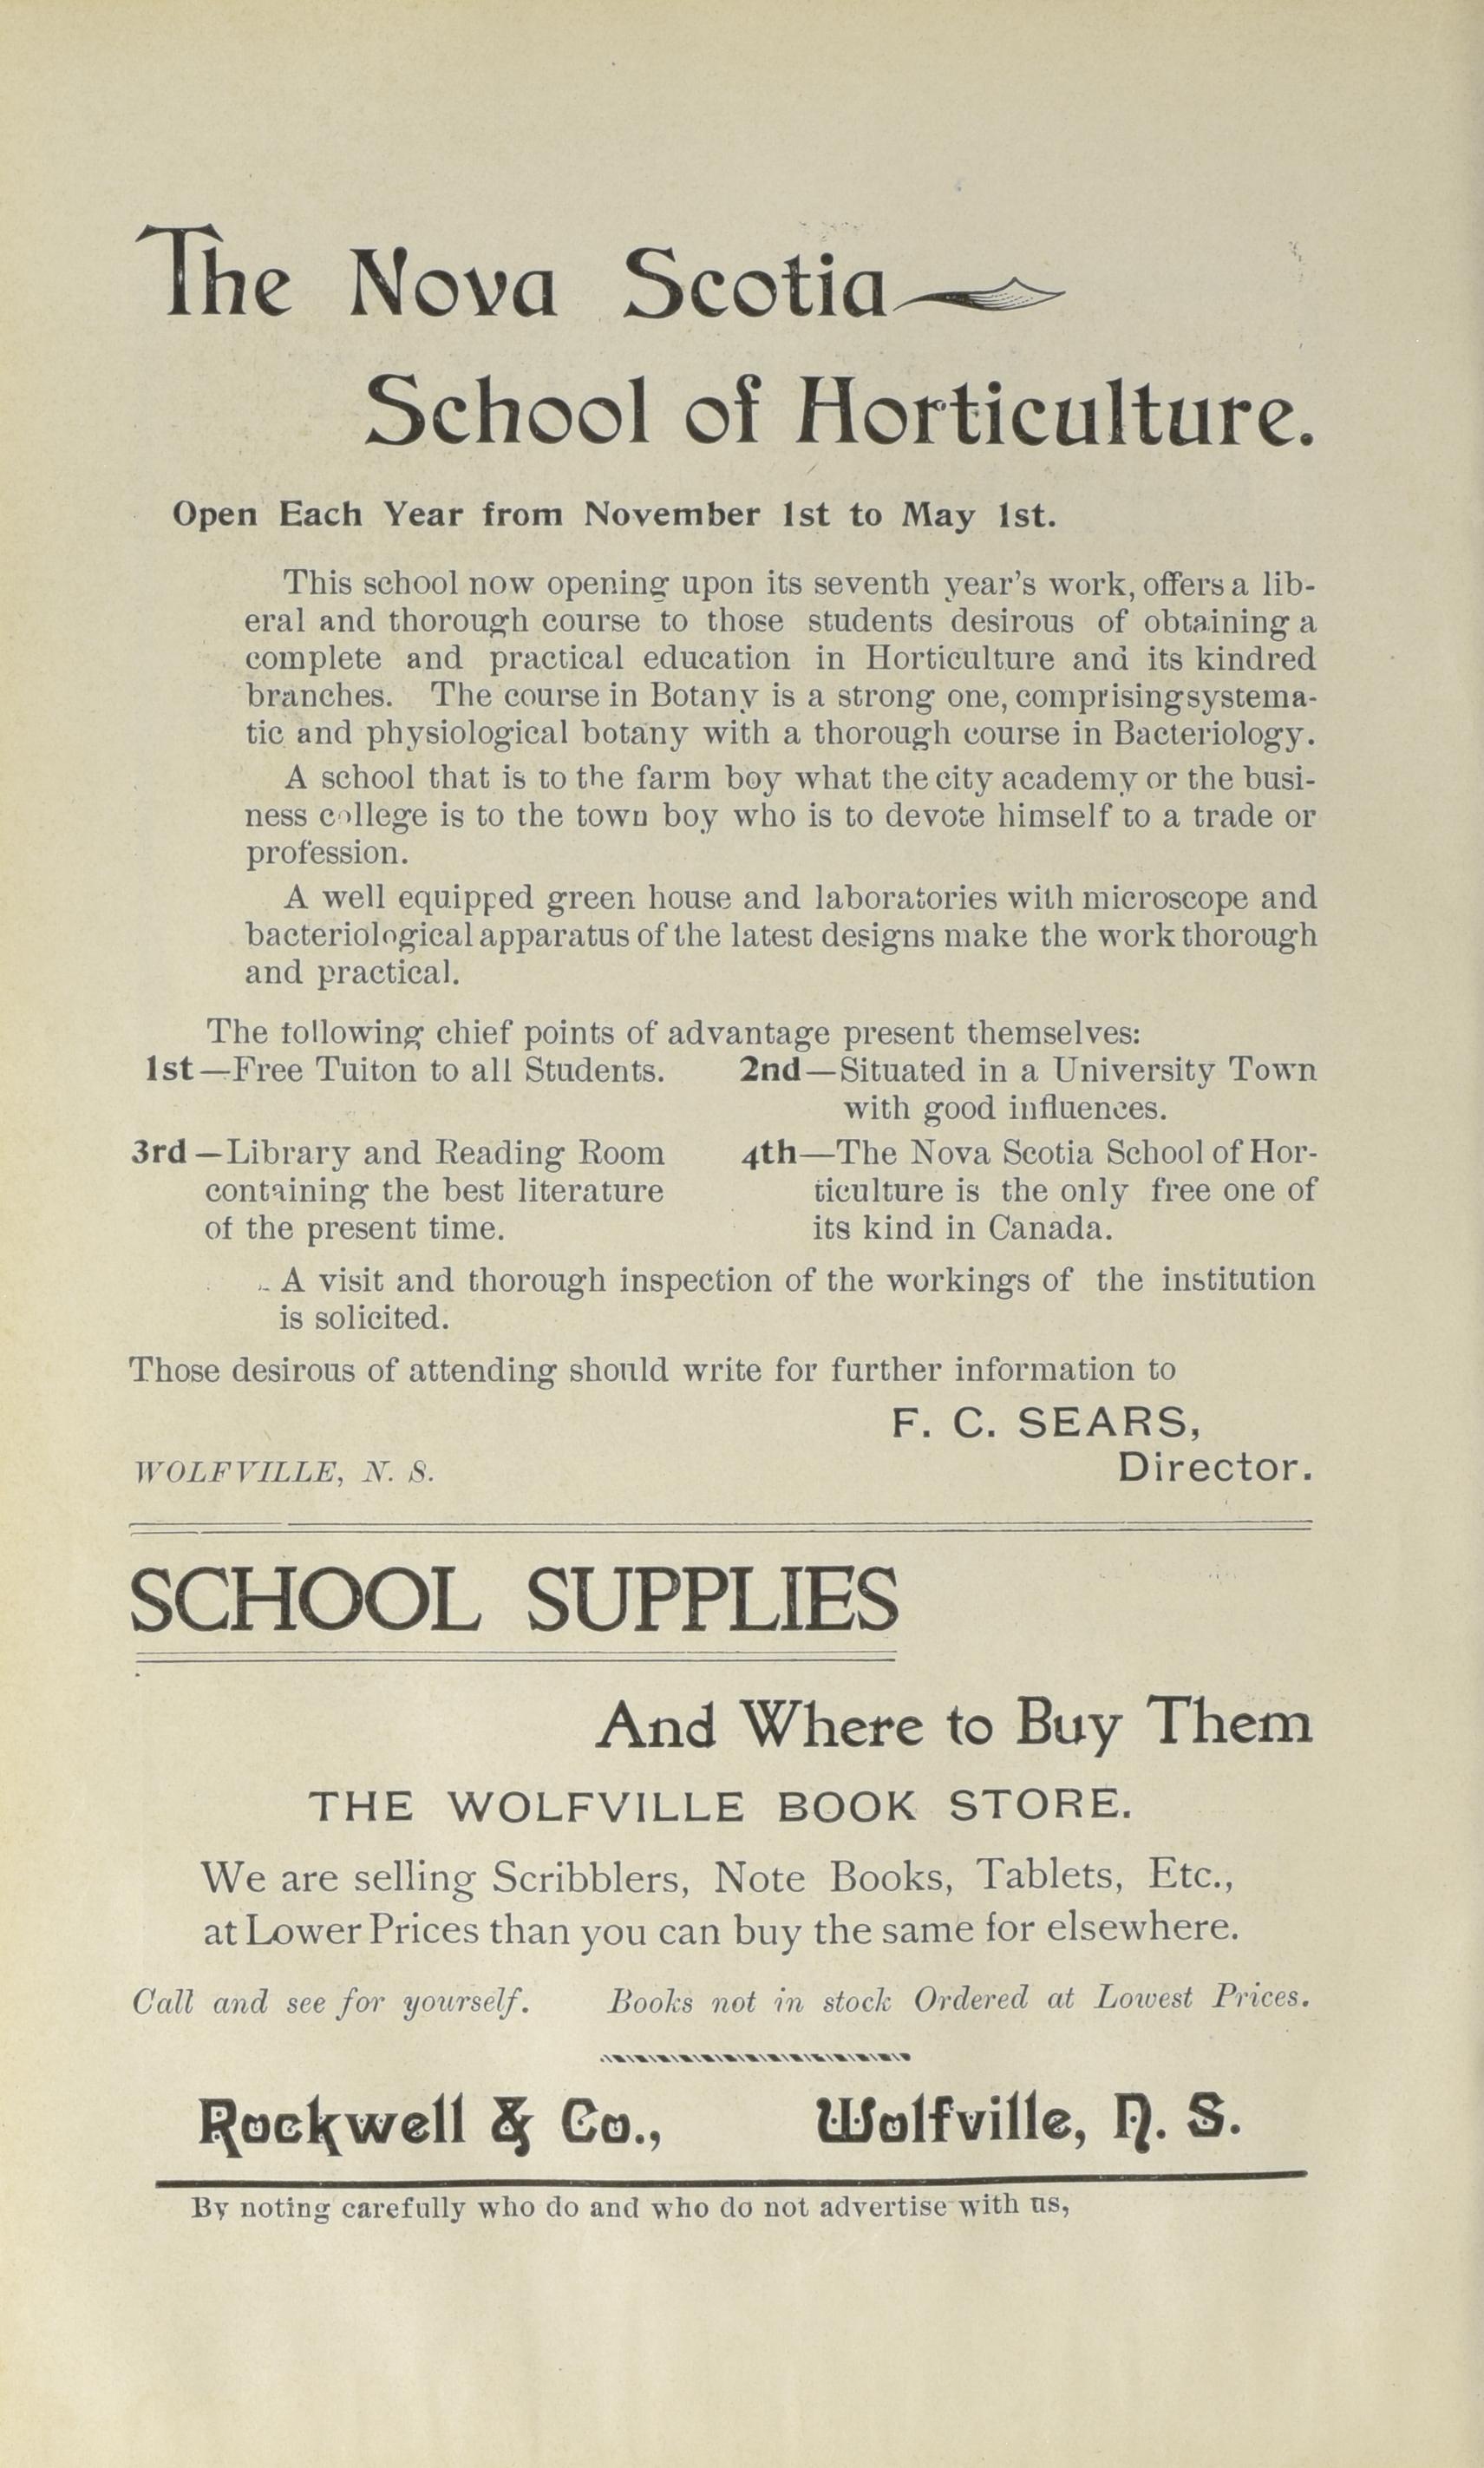 The Nova Scotia
School of Horticulture.
Open Each Year from November 1st to May 1st.
This school now opening upon its seventh year's work, offers a lib-
eral and thorough course to those students desirous of obtaining a
complete and practical education in Horticulture and its kindred
branches. The course in Botany is a strong one, comprising systema-
tic and physiological botany with a thorough course in Bacteriology.
A school that is to the farm boy what the city academy or the busi-
ness college is to the town boy who is to devote himself to a trade or
profession.
A well equipped green house and laboratories with microscope and
bacteriological apparatus of the latest designs make the work thorough
and practical.
The following chief points of advantage present themselves:
1st—Free Tuiton to all Students.
2nd—Situated in a University Town
with good influences.
3rd—Library and Reading Room
containing the best literature
of the present time.
4th—The Nova Scotia School of Hor-
ticulture is the only free one of
its kind in Canada.
A visit and thorough inspection of the workings of the institution
is solicited.
Those desirous of attending should write for further information to
F. C. SEARS,
WOLFVILLE, N. S. Director.
SCHOOL SUPPLIES
And Where to Buy Them
THE WOLFVILLE BOOK STORE.
We are selling Scribblers, Note Books, Tablets, Etc.,
at Lower Prices than you can buy the same for elsewhere.
Call and see for yourself. Books not in stock Ordered at Lowest Prices.
Rockwell & Co., Wolfville, N. S.
By noting carefully who do and who do not advertise with us,